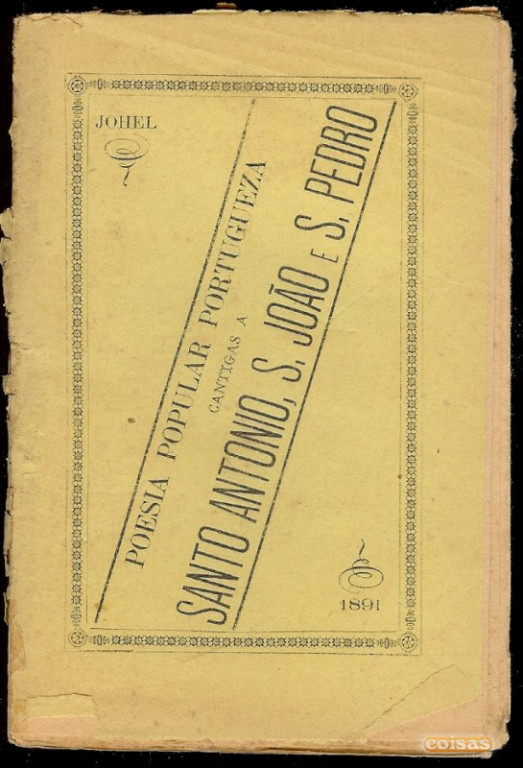 JOHEL
POESIA POPULAR PORTUGUEZA
CANTIGAS A
SANTO ANTONIO, S. JOÃO E S. PEDRO
1891
coisas